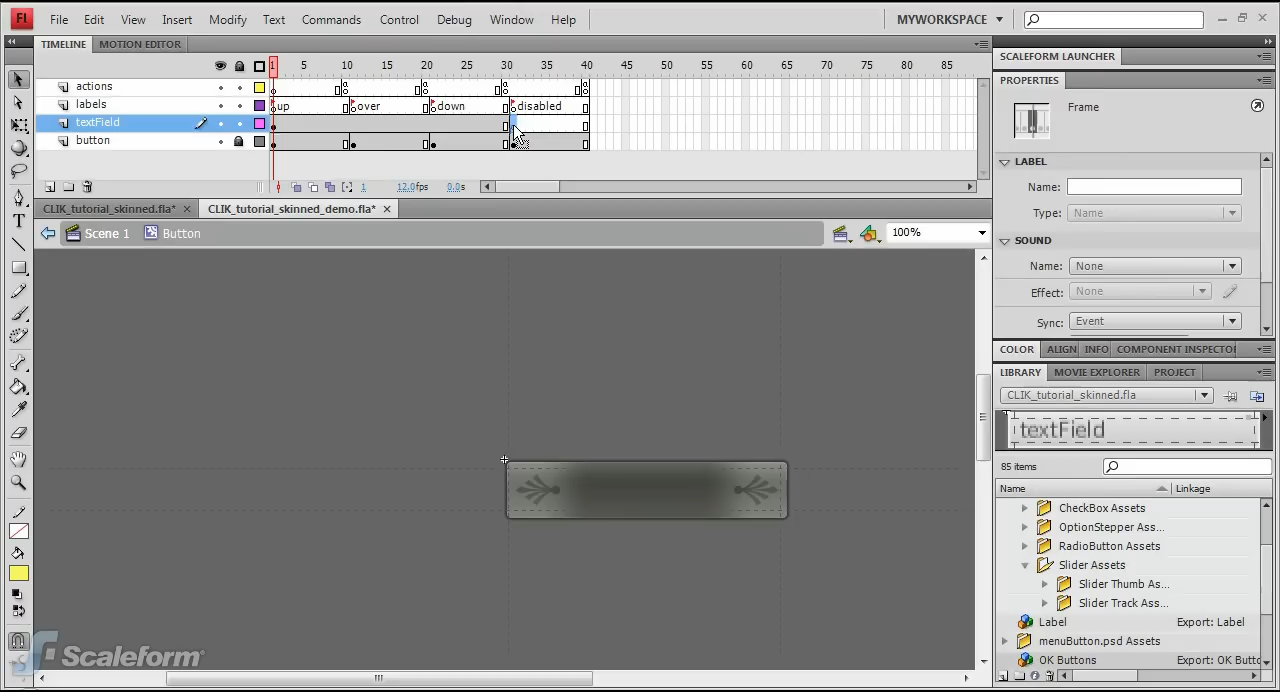 Fl File Edit View Insert Modify Text Commands Control Debug Window Help MYWORKSPACE
TIMELINE MOTION EDITOR
1 5 10 15 20 25 30 35 40 45 50 55 60 65 70 75 80 85
actions
labels up over down disabled
textField
button
1 12.0fps 0.0s
CLIK_tutorial_skinned.fla* CLIK_tutorial_skinned_demo.fla*
Scene 1 Button 100%
SCALEFORM LAUNCHER
PROPERTIES
Frame
LABEL
Name:
Type: Name
SOUND
Name: None
Effect: None
Sync: Event
COLOR ALIGN INFO COMPONENT INSPECTOR
LIBRARY MOVIE EXPLORER PROJECT
CLIK_tutorial_skinned.fla
textField
85 items
Name Linkage
CheckBox Assets
OptionStepper Ass...
RadioButton Assets
Slider Assets
Slider Thumb As...
Slider Track Ass...
Label Export: Label
menuButton.psd Assets
OK Buttons Export: OK Butto
T
Scaleform